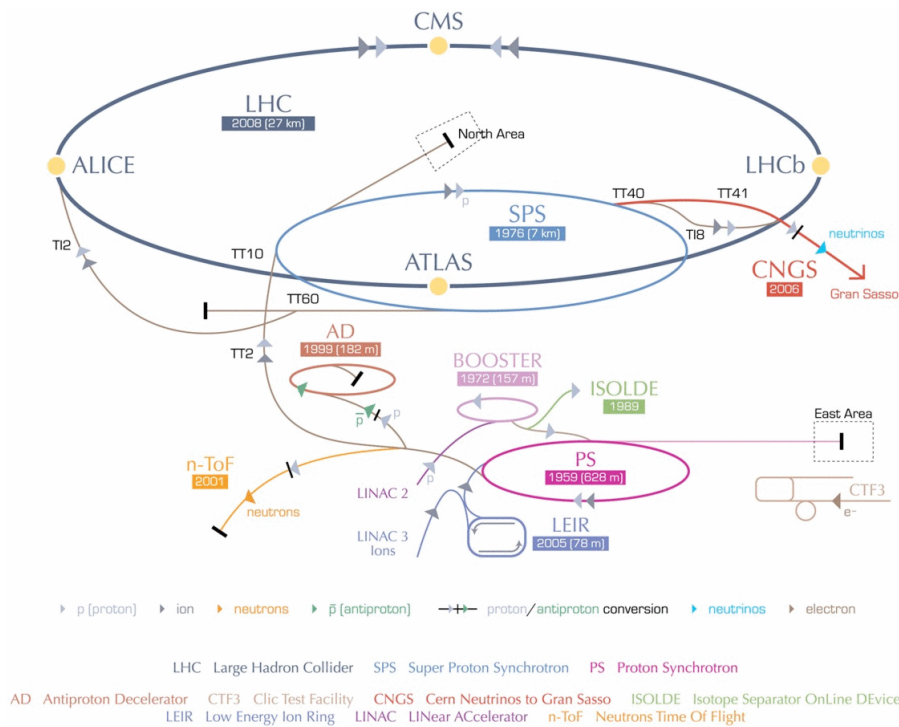 CMS
LHC
2008 (27 km)
North Area
ALICE
LHCb
TT40
TT41
p
SPS
1976 (7 km)
TI2
TT10
TI8
neutrinos
ATLAS
CNGS
2006
Gran Sasso
TT60
TT2
AD
1999 (182 m)
BOOSTER
1972 (157 m)
ISOLDE
1989
p̄
p
East Area
n-ToF
2001
LINAC 2
p
PS
1959 (628 m)
neutrons
CTF3
e-
LINAC 3
Ions
LEIR
2005 (78 m)
p (proton) ion neutrons p̄ (antiproton) proton/antiproton conversion neutrinos electron
LHC Large Hadron Collider SPS Super Proton Synchrotron PS Proton Synchrotron
AD Antiproton Decelerator CTF3 Clic Test Facility CNGS Cern Neutrinos to Gran Sasso ISOLDE Isotope Separator OnLine DEvice
LEIR Low Energy Ion Ring LINAC LINear ACcelerator n-ToF Neutrons Time Of Flight